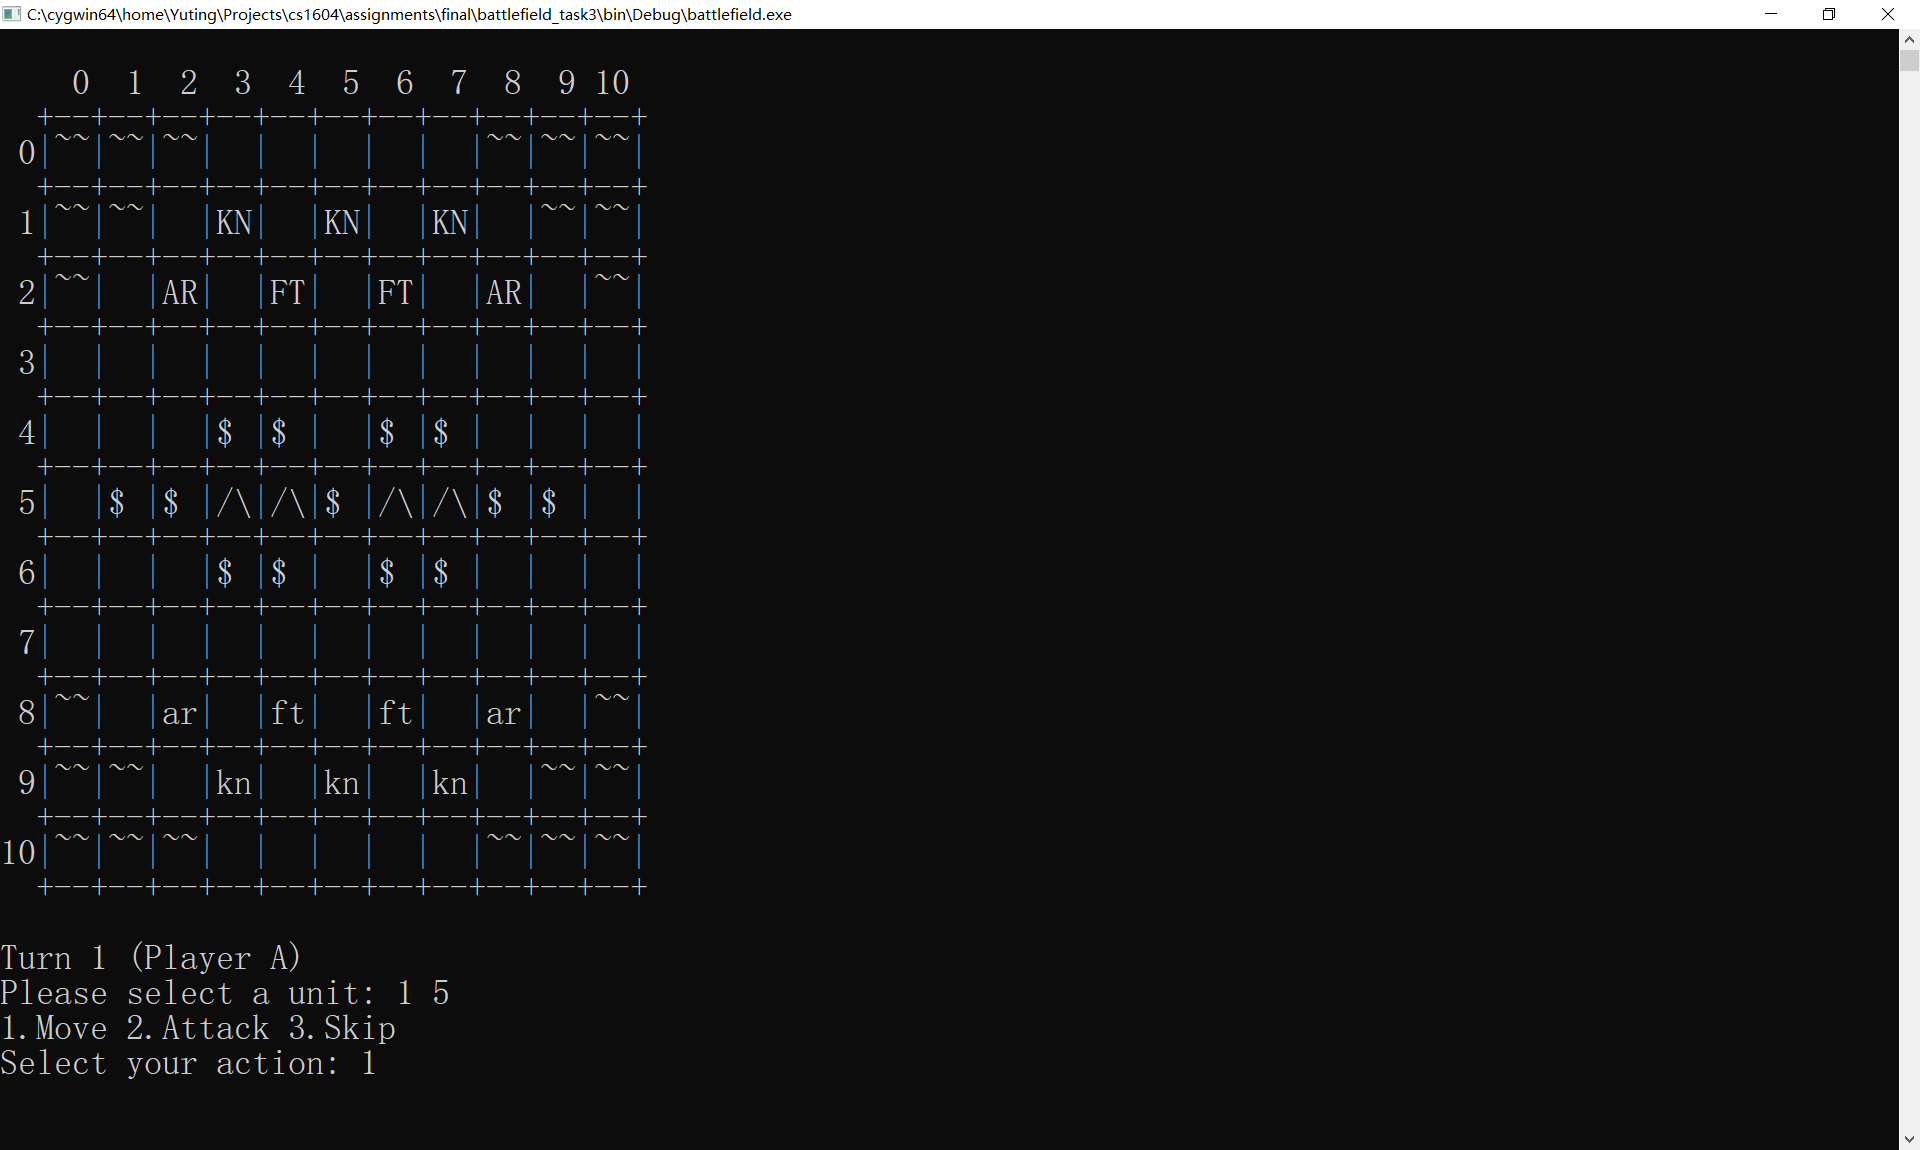 C:\cygwin64\home\Yuting\Projects\cs1604\assignments\final\battlefield_task3\bin\Debug\battlefield.exe
    0  1  2  3  4  5  6  7  8  9 10
  +--+--+--+--+--+--+--+--+--+--+--+
 0|~~|~~|~~|  |  |  |  |  |~~|~~|~~|
  +--+--+--+--+--+--+--+--+--+--+--+
 1|~~|~~|  |KN|  |KN|  |KN|  |~~|~~|
  +--+--+--+--+--+--+--+--+--+--+--+
 2|~~|  |AR|  |FT|  |FT|  |AR|  |~~|
  +--+--+--+--+--+--+--+--+--+--+--+
 3|  |  |  |  |  |  |  |  |  |  |  |
  +--+--+--+--+--+--+--+--+--+--+--+
 4|  |  |  |$ |$ |  |$ |$ |  |  |  |
  +--+--+--+--+--+--+--+--+--+--+--+
 5|  |$ |$ |/\|/\|$ |/\|/\|$ |$ |  |
  +--+--+--+--+--+--+--+--+--+--+--+
 6|  |  |  |$ |$ |  |$ |$ |  |  |  |
  +--+--+--+--+--+--+--+--+--+--+--+
 7|  |  |  |  |  |  |  |  |  |  |  |
  +--+--+--+--+--+--+--+--+--+--+--+
 8|~~|  |ar|  |ft|  |ft|  |ar|  |~~|
  +--+--+--+--+--+--+--+--+--+--+--+
 9|~~|~~|  |kn|  |kn|  |kn|  |~~|~~|
  +--+--+--+--+--+--+--+--+--+--+--+
10|~~|~~|~~|  |  |  |  |  |~~|~~|~~|
  +--+--+--+--+--+--+--+--+--+--+--+
Turn 1 (Player A)
Please select a unit: 1 5
1.Move 2.Attack 3.Skip
Select your action: 1